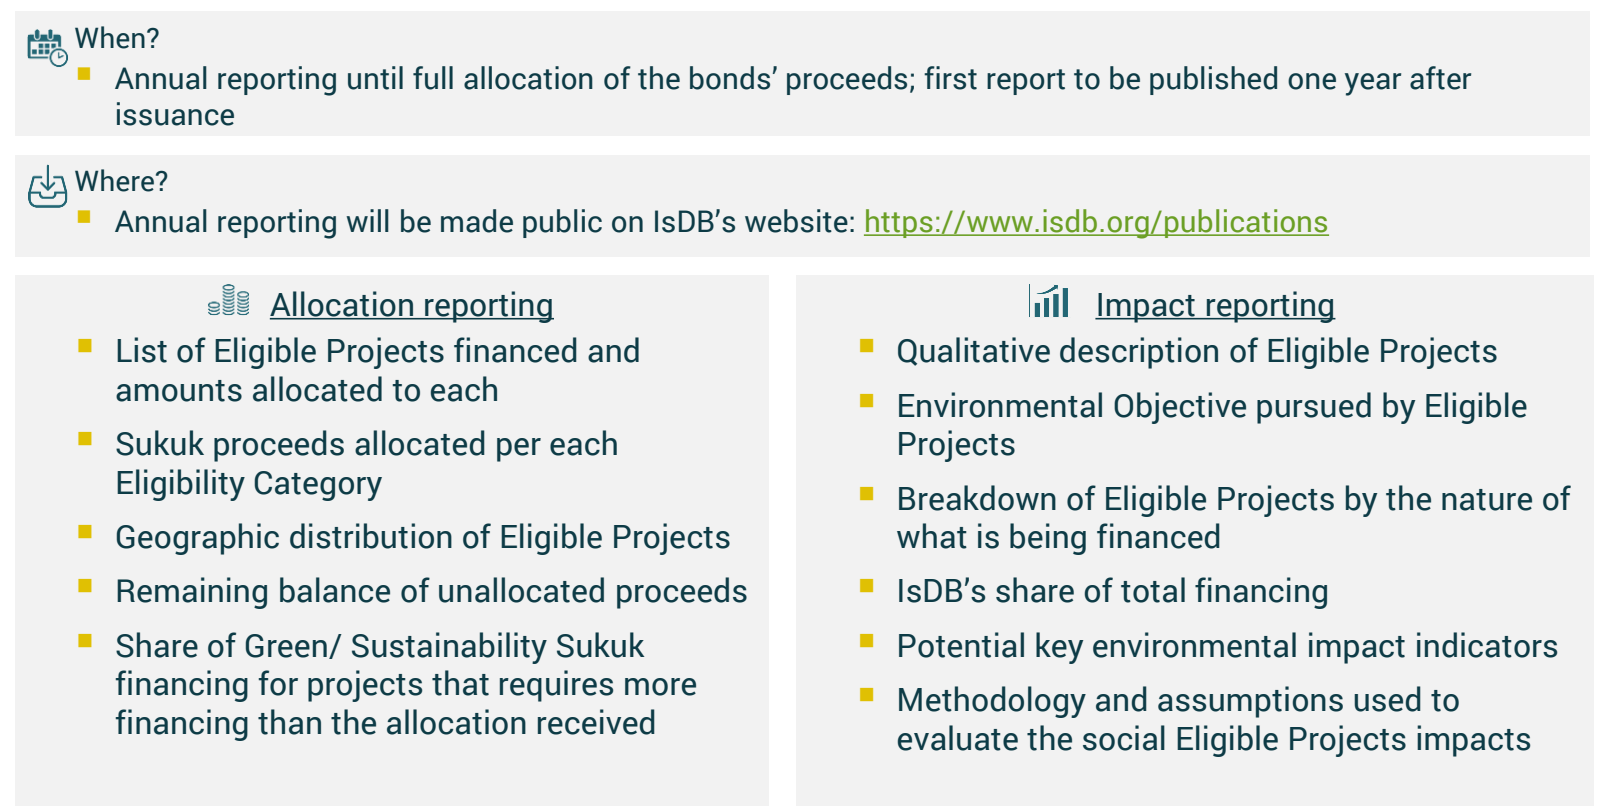 When?
Annual reporting until full allocation of the bonds’ proceeds; first report to be published one year after
issuance
Where?
Annual reporting will be made public on IsDB’s website: https://www.isdb.org/publications
Allocation reporting
List of Eligible Projects financed and
amounts allocated to each
Sukuk proceeds allocated per each
Eligibility Category
Geographic distribution of Eligible Projects
Remaining balance of unallocated proceeds
Share of Green/ Sustainability Sukuk
financing for projects that requires more
financing than the allocation received
Impact reporting
Qualitative description of Eligible Projects
Environmental Objective pursued by Eligible
Projects
Breakdown of Eligible Projects by the nature of
what is being financed
IsDB’s share of total financing
Potential key environmental impact indicators
Methodology and assumptions used to
evaluate the social Eligible Projects impacts